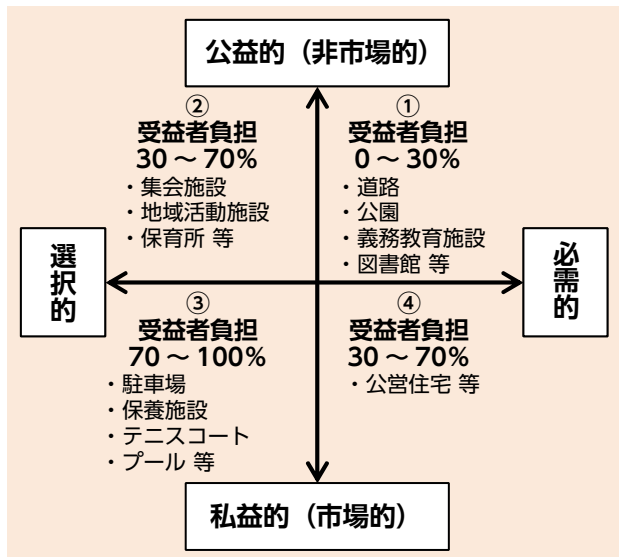 公益的（非市場的）
②
受益者負担
30 ～ 70%
・集会施設
・地域活動施設
・保育所 等
①
受益者負担
0 ～ 30%
・道路
・公園
・義務教育施設
・図書館 等
選択的
必需的
③
受益者負担
70 ～ 100%
・駐車場
・保養施設
・テニスコート
・プール 等
④
受益者負担
30 ～ 70%
・公営住宅 等
私益的（市場的）